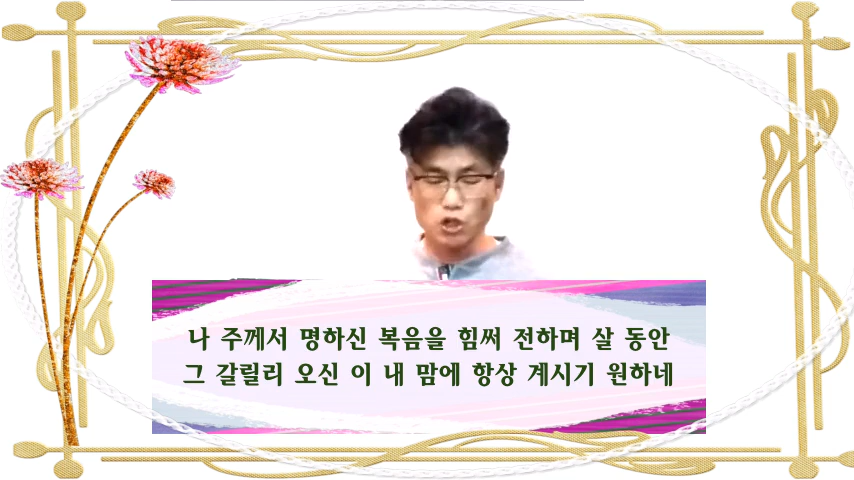 나 주께서 명하신 복음을 힘써 전하며 살 동안
그 갈릴리 오신 이 내 맘에 항상 계시기 원하네